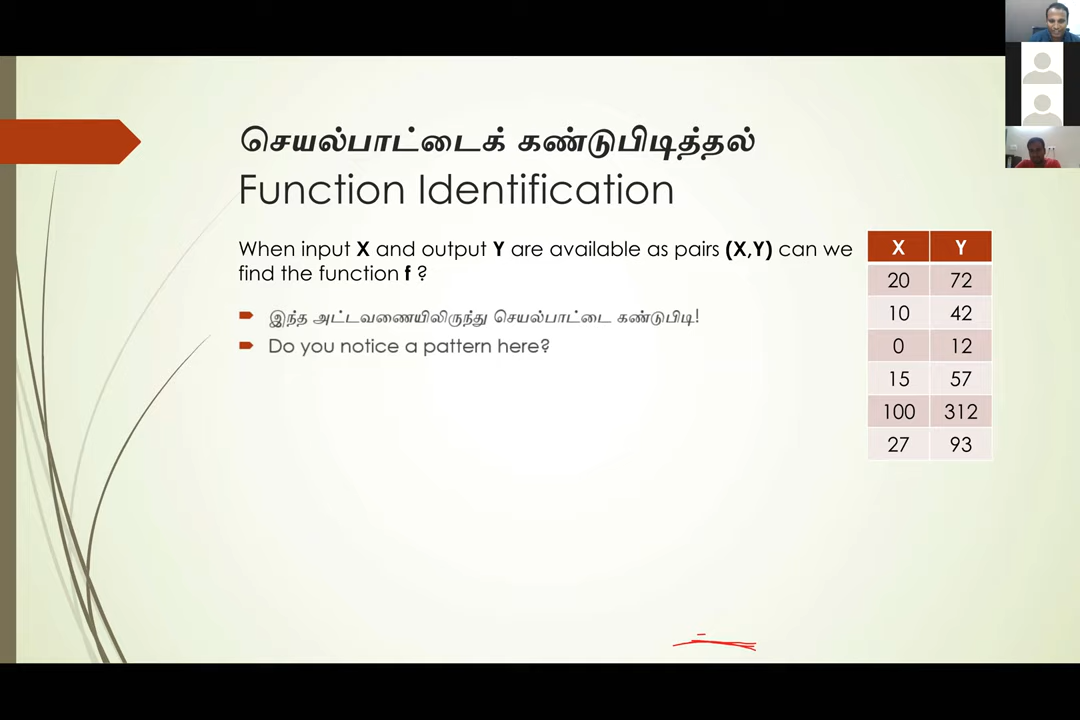 செயல்பாட்டைக் கண்டுபிடித்தல்
Function Identification
When input X and output Y are available as pairs (X,Y) can we
find the function f ?
இந்த அட்டவணையிலிருந்து செயல்பாட்டை கண்டுபிடி!
Do you notice a pattern here?
X Y
20 72
10 42
0 12
15 57
100 312
27 93